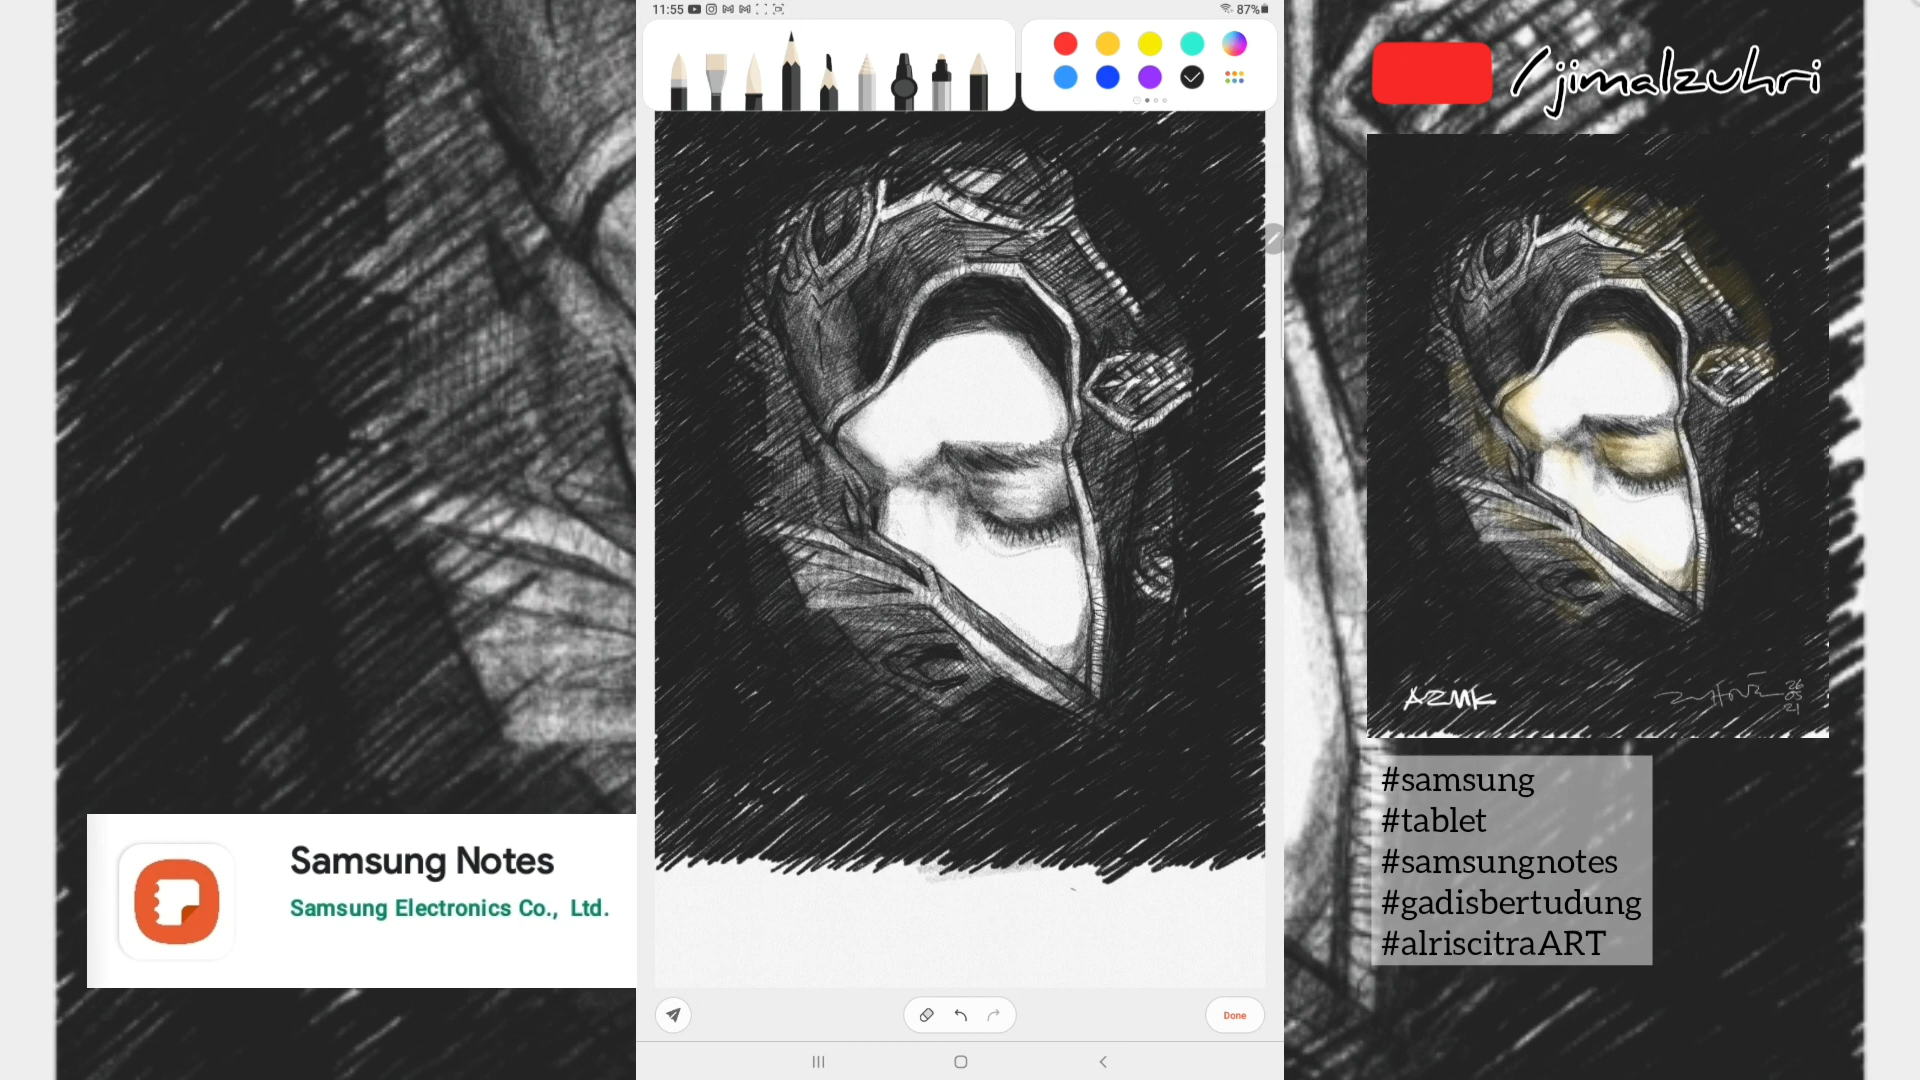 11:55
87%
/jimalzuhri
AZMK
26
05
21
Samsung Notes
Samsung Electronics Co., Ltd.
#samsung
#tablet
#samsungnotes
#gadisbertudung
#alriscitraART
Done